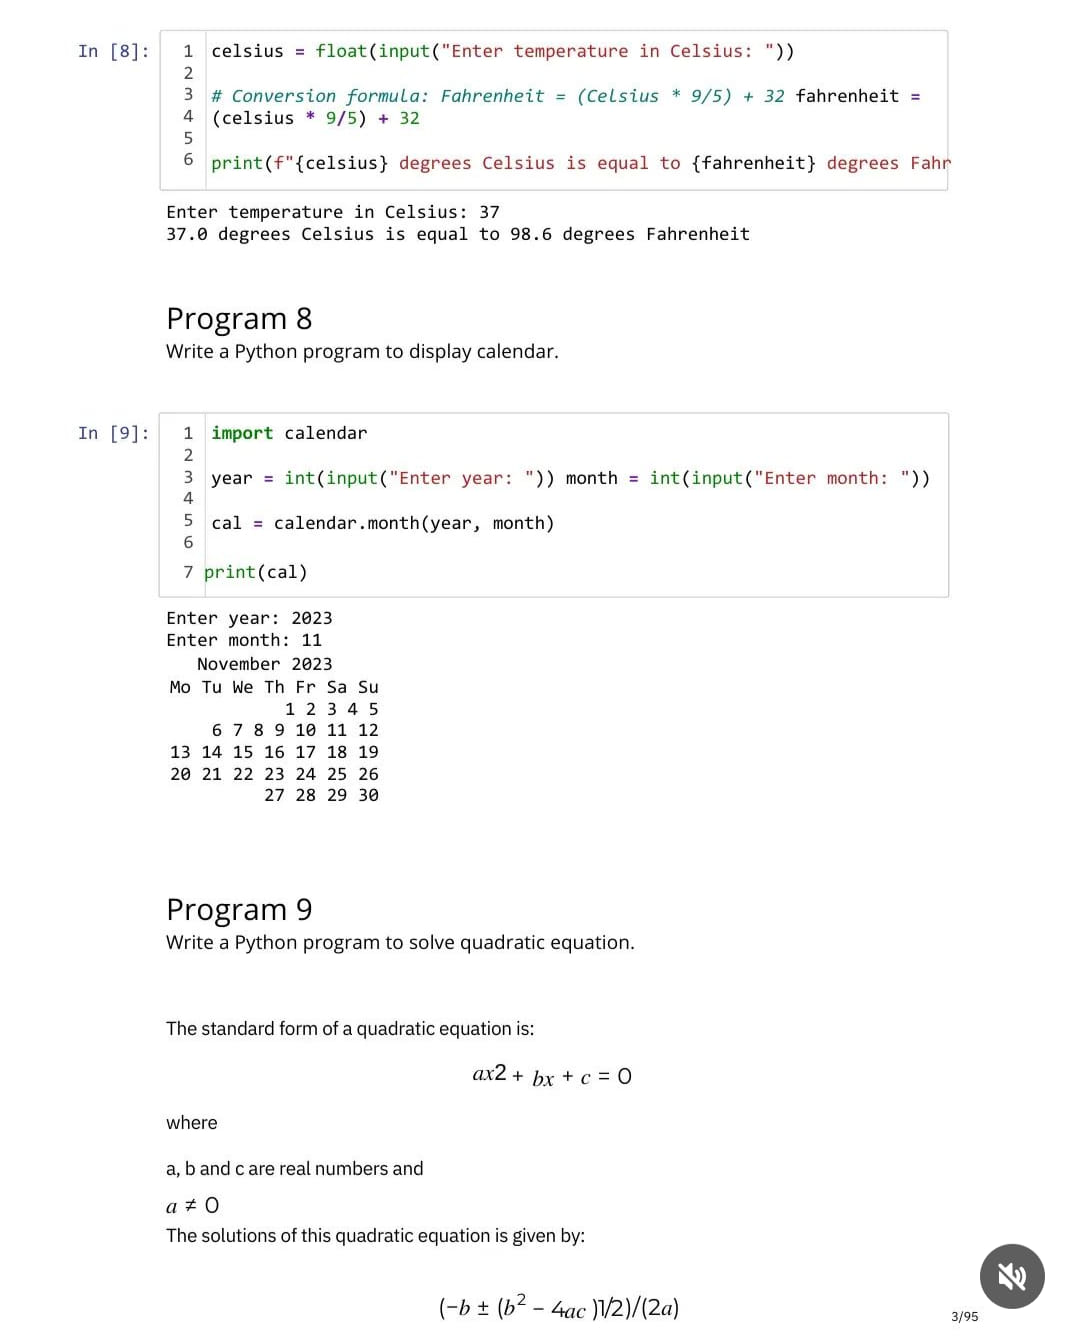 In [8]:
1 celsius = float(input("Enter temperature in Celsius: "))
2
3 # Conversion formula: Fahrenheit = (Celsius * 9/5) + 32 fahrenheit =
4 (celsius * 9/5) + 32
5
6 print(f"{celsius} degrees Celsius is equal to {fahrenheit} degrees Fahr
Enter temperature in Celsius: 37
37.0 degrees Celsius is equal to 98.6 degrees Fahrenheit
Program 8
Write a Python program to display calendar.
In [9]:
1 import calendar
2
3 year = int(input("Enter year: ")) month = int(input("Enter month: "))
4
5 cal = calendar.month(year, month)
6
7 print(cal)
Enter year: 2023
Enter month: 11
November 2023
Mo Tu We Th Fr Sa Su
1 2 3 4 5
6 7 8 9 10 11 12
13 14 15 16 17 18 19
20 21 22 23 24 25 26
27 28 29 30
Program 9
Write a Python program to solve quadratic equation.
The standard form of a quadratic equation is:
ax2 + bx + c = 0
where
a, b and c are real numbers and
a ≠ 0
The solutions of this quadratic equation is given by:
(−b ± (b² − 4ac )1/2)/(2a)
3/95